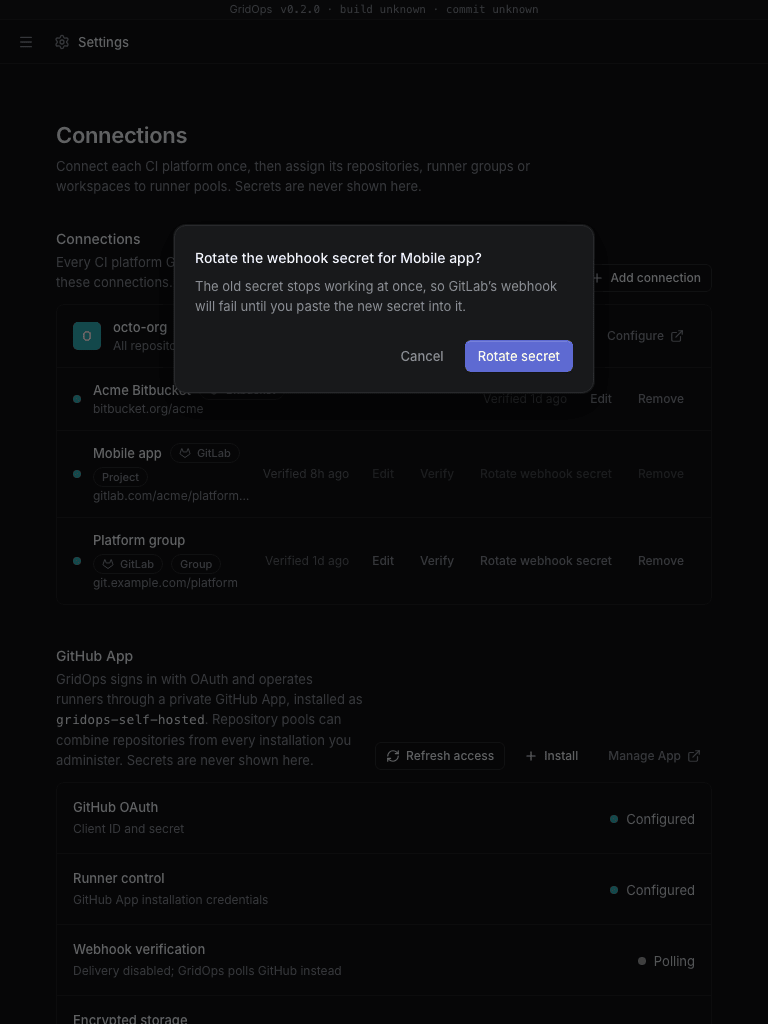 GridOps v0.2.0 · build unknown · commit unknown
Settings
Connections
Connect each CI platform once, then assign its repositories, runner groups or
workspaces to runner pools. Secrets are never shown here.
Connections
Every CI platform G
these connections.
Add connection
Rotate the webhook secret for Mobile app?
The old secret stops working at once, so GitLab's webhook
will fail until you paste the new secret into it.
Cancel
Rotate secret
O
octo-org
All reposito
Configure
Acme Bitbucket
bitbucket.org/acme
Verified 1d ago
Edit
Remove
Mobile app
GitLab
Project
gitlab.com/acme/platform...
Verified 8h ago
Edit
Verify
Rotate webhook secret
Remove
Platform group
GitLab
Group
git.example.com/platform
Verified 1d ago
Edit
Verify
Rotate webhook secret
Remove
GitHub App
GridOps signs in with OAuth and operates
runners through a private GitHub App, installed as
gridops-self-hosted. Repository pools can
combine repositories from every installation you
administer. Secrets are never shown here.
Refresh access
Install
Manage App
GitHub OAuth
Client ID and secret
Configured
Runner control
GitHub App installation credentials
Configured
Webhook verification
Delivery disabled; GridOps polls GitHub instead
Polling
Encrypted storage